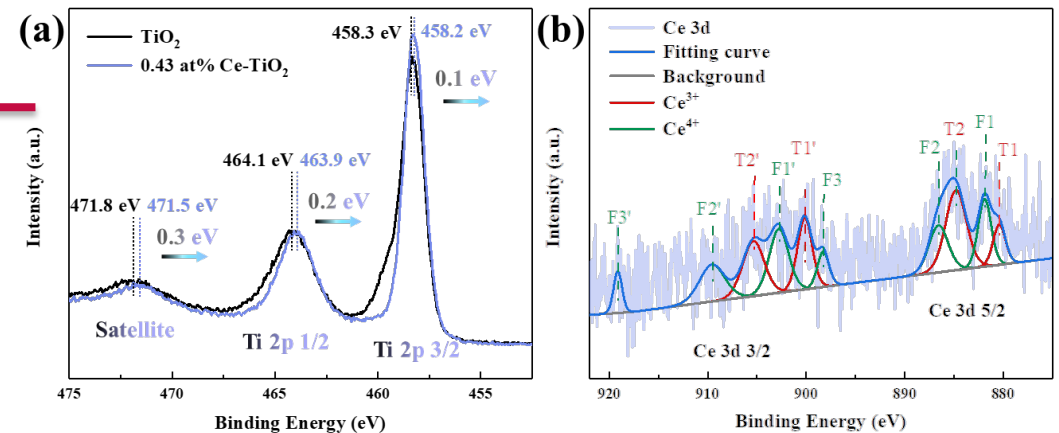 (a)
TiO₂
0.43 at% Ce-TiO₂
458.3 eV
458.2 eV
0.1 eV
464.1 eV
463.9 eV
0.2 eV
471.8 eV
471.5 eV
0.3 eV
Satellite
Ti 2p 1/2
Ti 2p 3/2
Intensity (a.u.)
475
470
465
460
455
Binding Energy (eV)
(b)
Ce 3d
Fitting curve
Background
Ce³⁺
Ce⁴⁺
F3'
F2'
T2'
F1'
T1'
F3
F2
T2
F1
T1
Ce 3d 3/2
Ce 3d 5/2
Intensity (a.u.)
920
910
900
890
880
Binding Energy (eV)